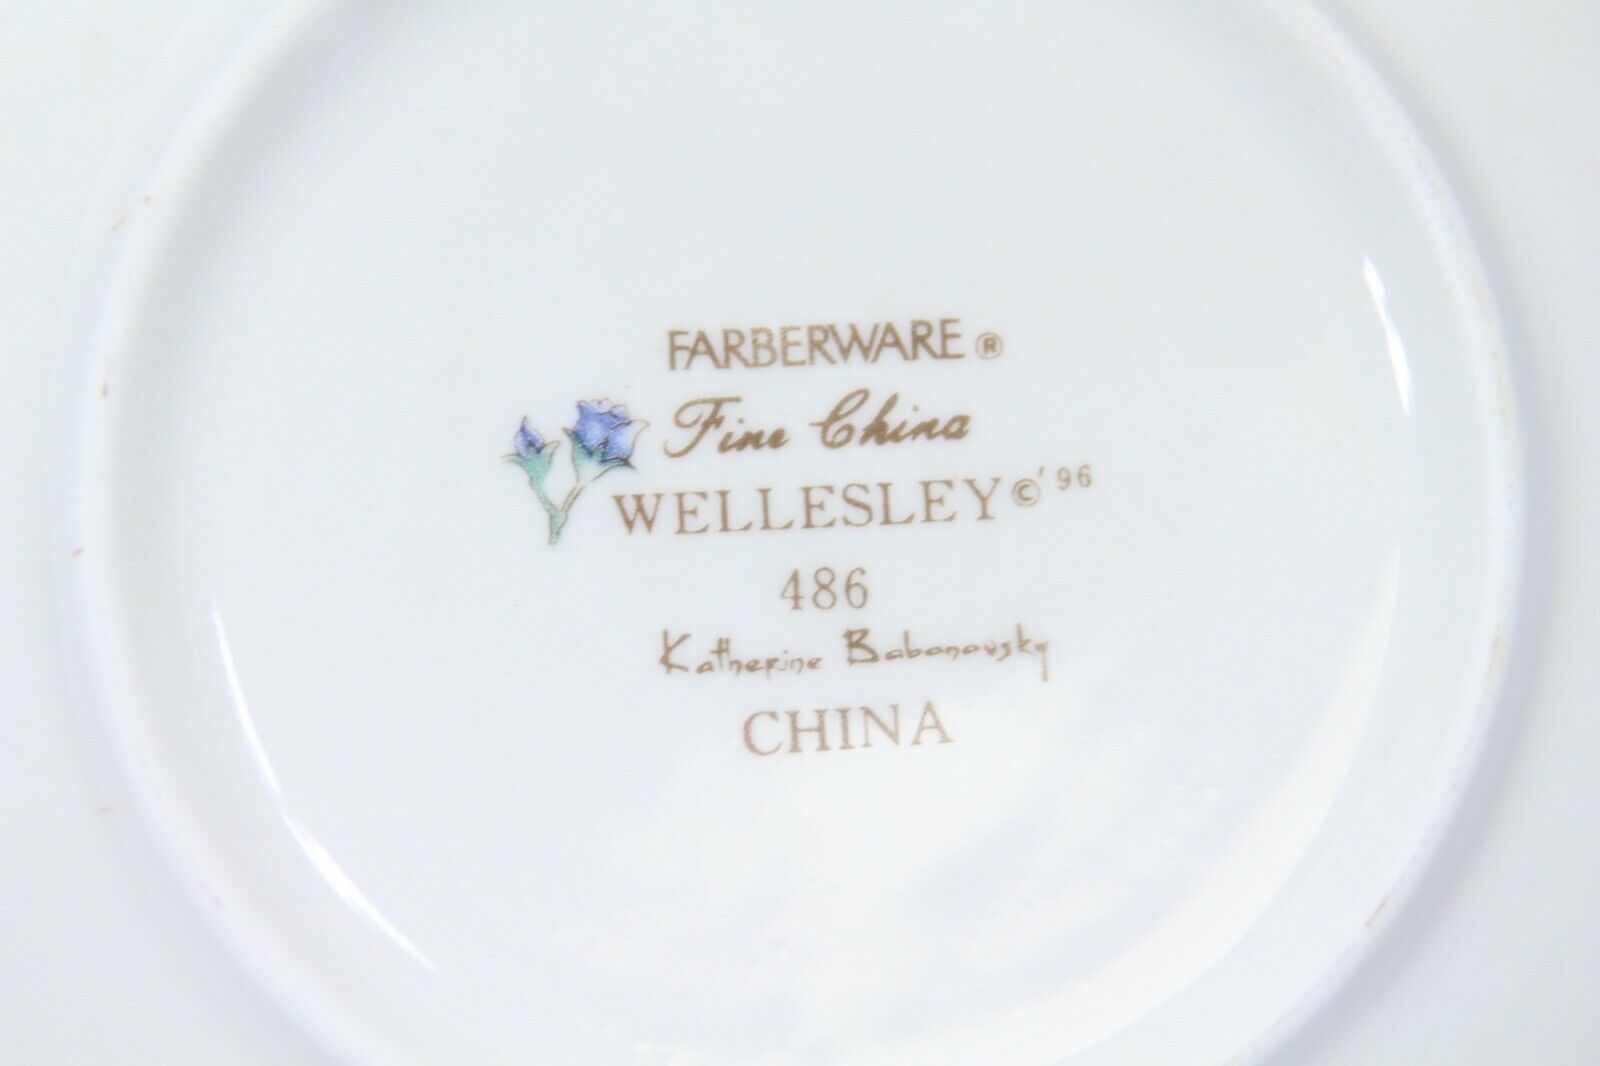 FARBERWARE ®
Fine China
WELLESLEY © '96
486
Katherine Babanovsky
CHINA